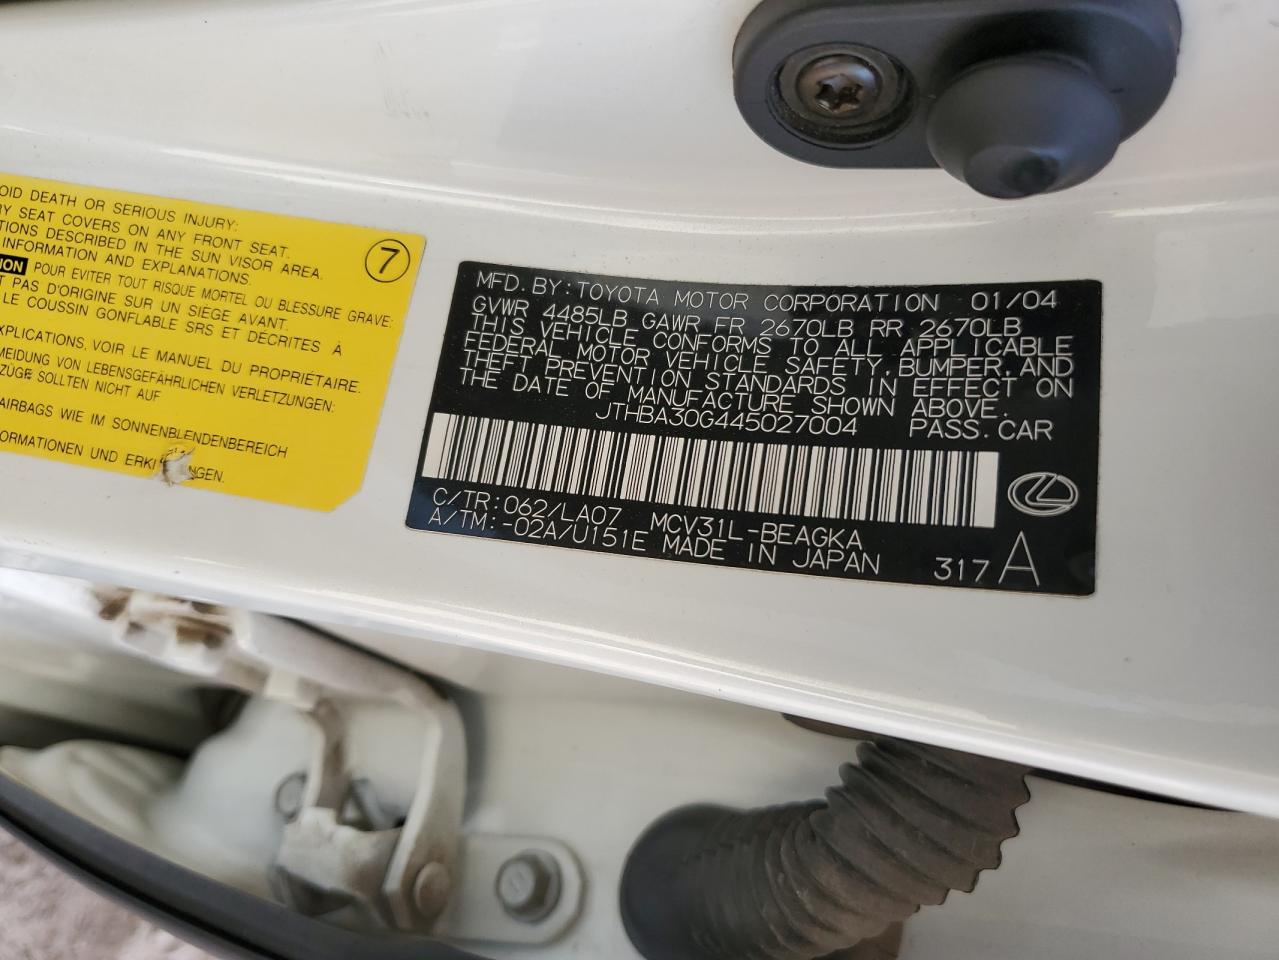 OID DEATH OR SERIOUS INJURY:
RY SEAT COVERS ON ANY FRONT SEAT.
TIONS DESCRIBED IN THE SUN VISOR AREA.
INFORMATION AND EXPLANATIONS.
ION POUR EVITER TOUT RISQUE MORTEL OU BLESSURE GRAVE:
T PAS D'ORIGINE SUR UN SIÈGE AVANT.
LE COUSSIN GONFLABLE SRS ET DÉCRITES À
EXPLICATIONS, VOIR LE MANUEL DU PROPRIÉTAIRE.
MEIDUNG VON LEBENSGEFÄHRLICHEN VERLETZUNGEN:
ZÜGE SOLLTEN NICHT AUF
AIRBAGS WIE IM SONNENBLENDENBEREICH
ORMATIONEN UND
7
MFD. BY: TOYOTA MOTOR CORPORATION 01/04
GVWR 4485LB GAWR FR 2670LB RR 2670LB
THIS VEHICLE CONFORMS TO ALL APPLICABLE
FEDERAL MOTOR VEHICLE SAFETY, BUMPER, AND
THEFT PREVENTION STANDARDS IN EFFECT ON
THE DATE OF MANUFACTURE SHOWN ABOVE.
JTHBA30G445027004 PASS. CAR
C/TR: 062/LA07 MCV31L-BEAGKA
A/TM: -02A/U151E MADE IN JAPAN 317 A